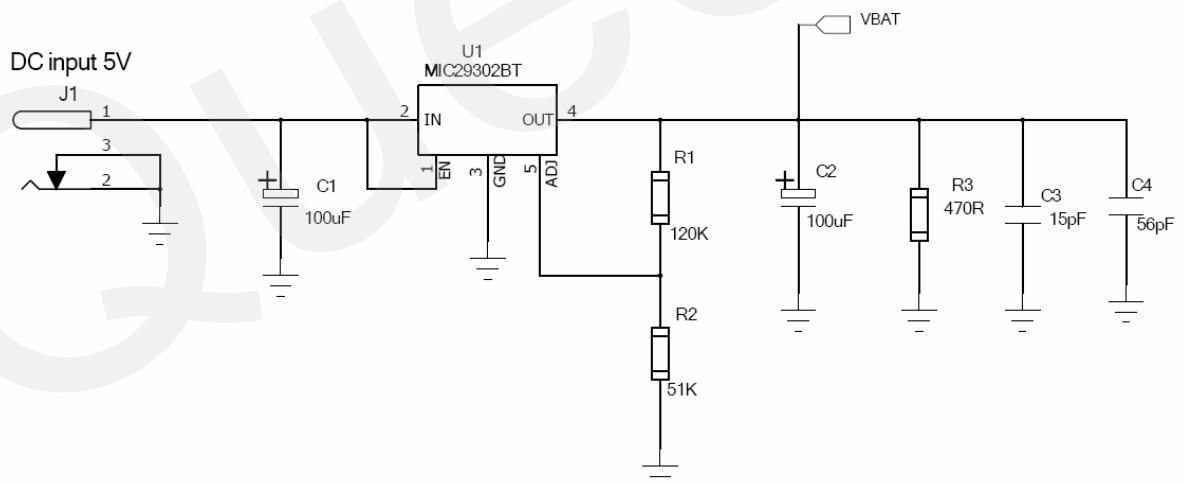 VBAT
DC input 5V
J1
1
3
2
U1
MIC29302BT
2
IN
OUT
4
1
EN
3
GND
5
ADJ
C1
100uF
R1
120K
R2
51K
C2
100uF
R3
470R
C3
15pF
C4
56pF
Quec